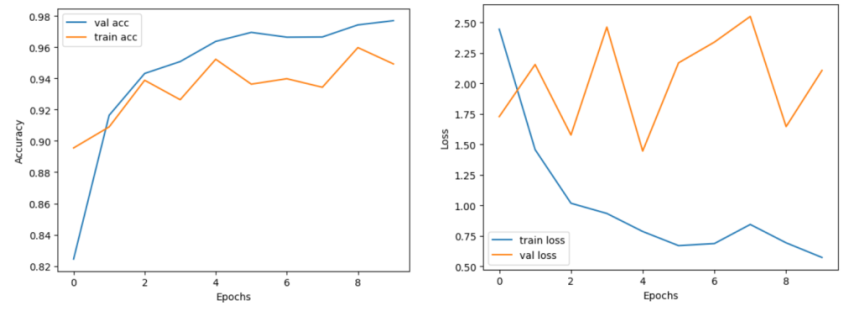 0.98
0.96
0.94
0.92
0.90
0.88
0.86
0.84
0.82
Accuracy
val acc
train acc
0 2 4 6 8
Epochs
2.50
2.25
2.00
1.75
1.50
1.25
1.00
0.75
0.50
Loss
train loss
val loss
0 2 4 6 8
Epochs